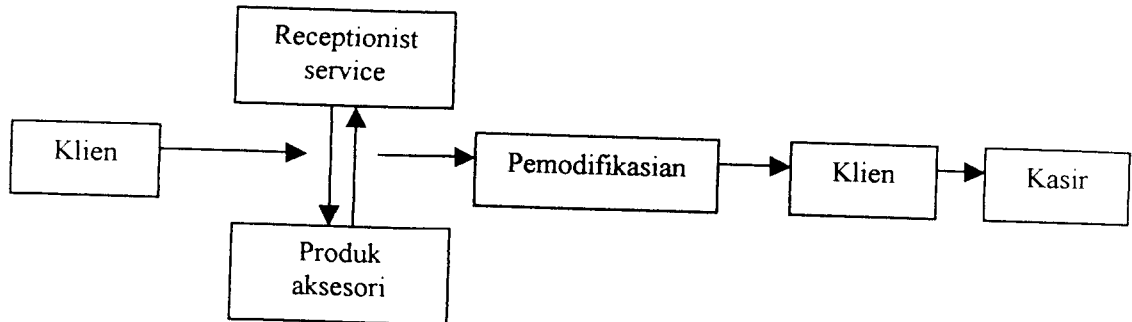 Receptionist
service
Klien
Pemodifikasian
Klien
Kasir
Produk
aksesori